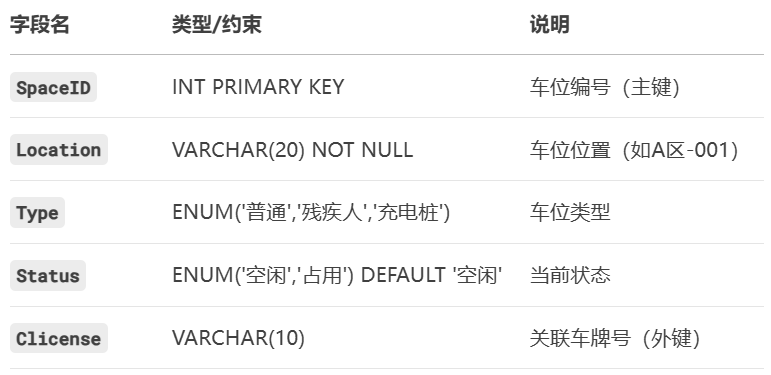 字段名 类型/约束 说明
SpaceID INT PRIMARY KEY 车位编号（主键）
Location VARCHAR(20) NOT NULL 车位位置（如A区-001）
Type ENUM('普通','残疾人','充电桩') 车位类型
Status ENUM('空闲','占用') DEFAULT '空闲' 当前状态
Clicense VARCHAR(10) 关联车牌号（外键）